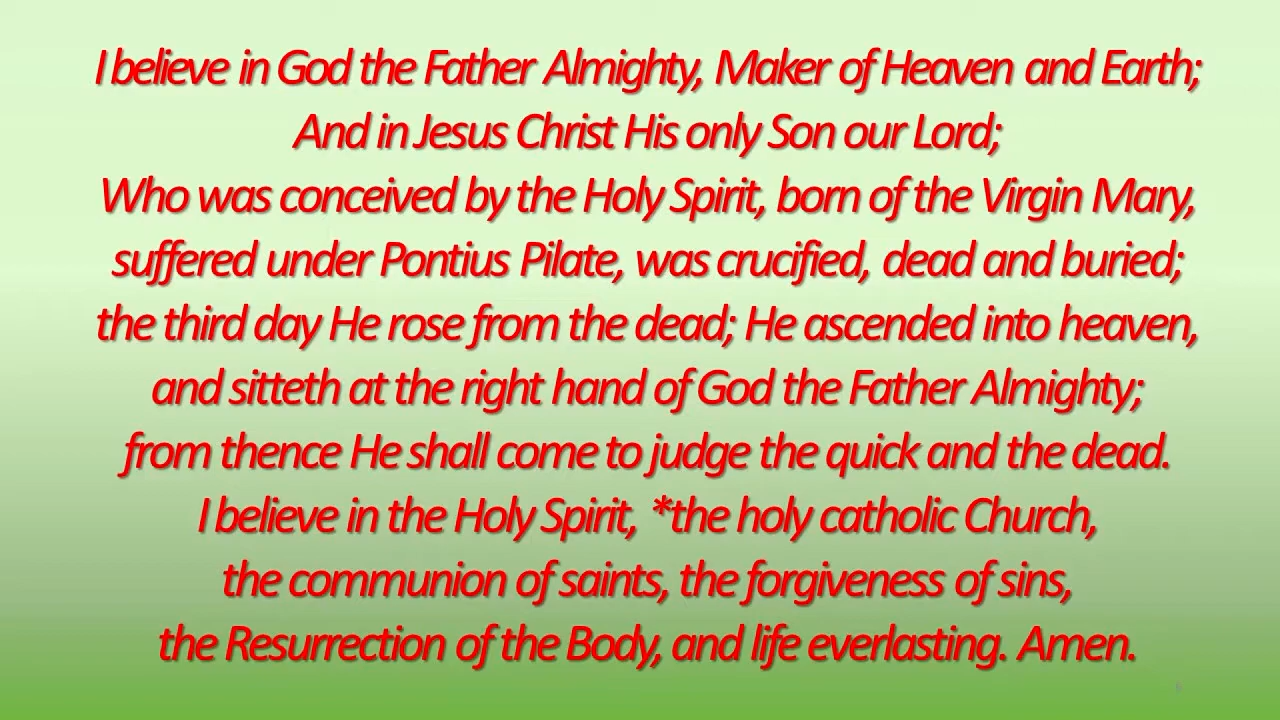 I believe in God the Father Almighty, Maker of Heaven and Earth;
And in Jesus Christ His only Son our Lord;
Who was conceived by the Holy Spirit, born of the Virgin Mary,
suffered under Pontius Pilate, was crucified, dead and buried;
the third day He rose from the dead; He ascended into heaven,
and sitteth at the right hand of God the Father Almighty;
from thence He shall come to judge the quick and the dead.
I believe in the Holy Spirit, *the holy catholic Church,
the communion of saints, the forgiveness of sins,
the Resurrection of the Body, and life everlasting. Amen.